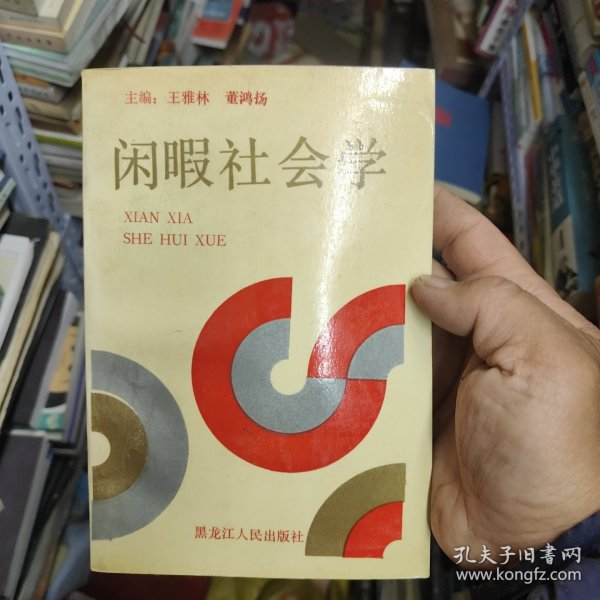 主编：王雅林 董鸿扬
闲暇社会学
XIAN XIA
SHE HUI XUE
黑龙江人民出版社
孔夫子旧书网
www.kongfz.com